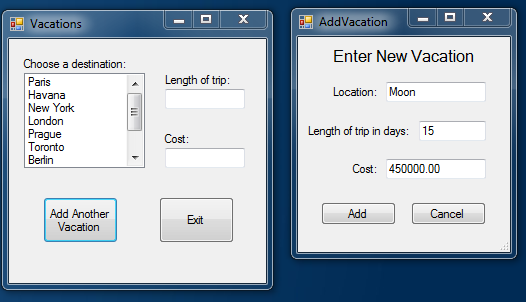 Vacations
Choose a destination:
Paris
Havana
New York
London
Prague
Toronto
Berlin
Length of trip:
Cost:
Add Another
Vacation
Exit
AddVacation
Enter New Vacation
Location: Moon
Length of trip in days: 15
Cost: 450000.00
Add Cancel